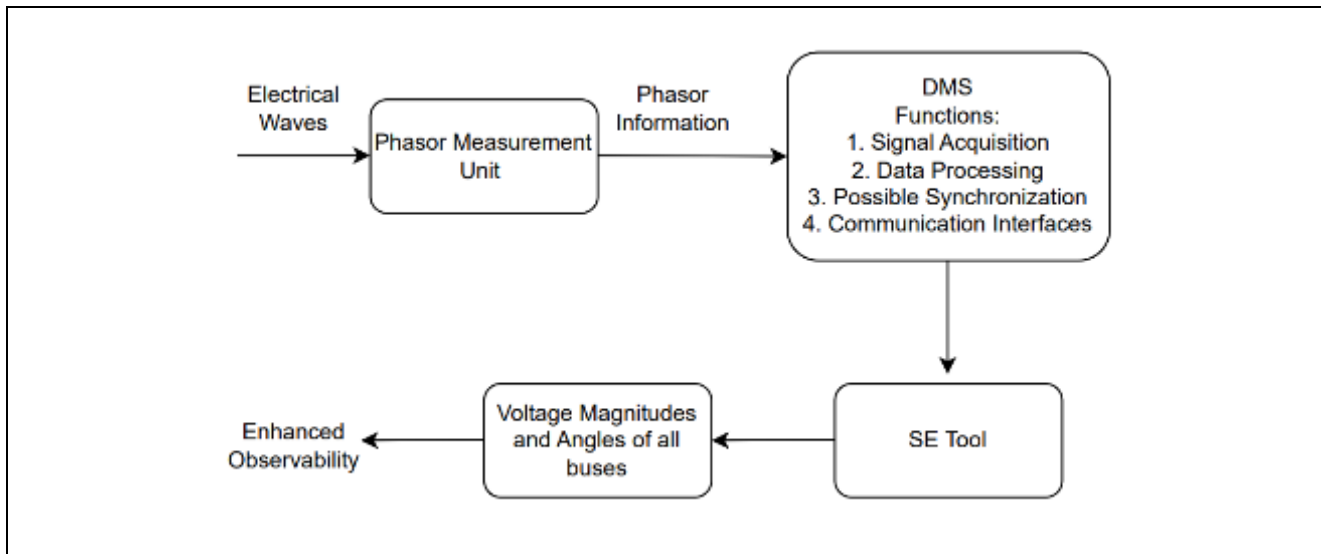 Electrical
Waves
Phasor Measurement
Unit
Phasor
Information
DMS
Functions:
1. Signal Acquisition
2. Data Processing
3. Possible Synchronization
4. Communication Interfaces
SE Tool
Voltage Magnitudes
and Angles of all
buses
Enhanced
Observability